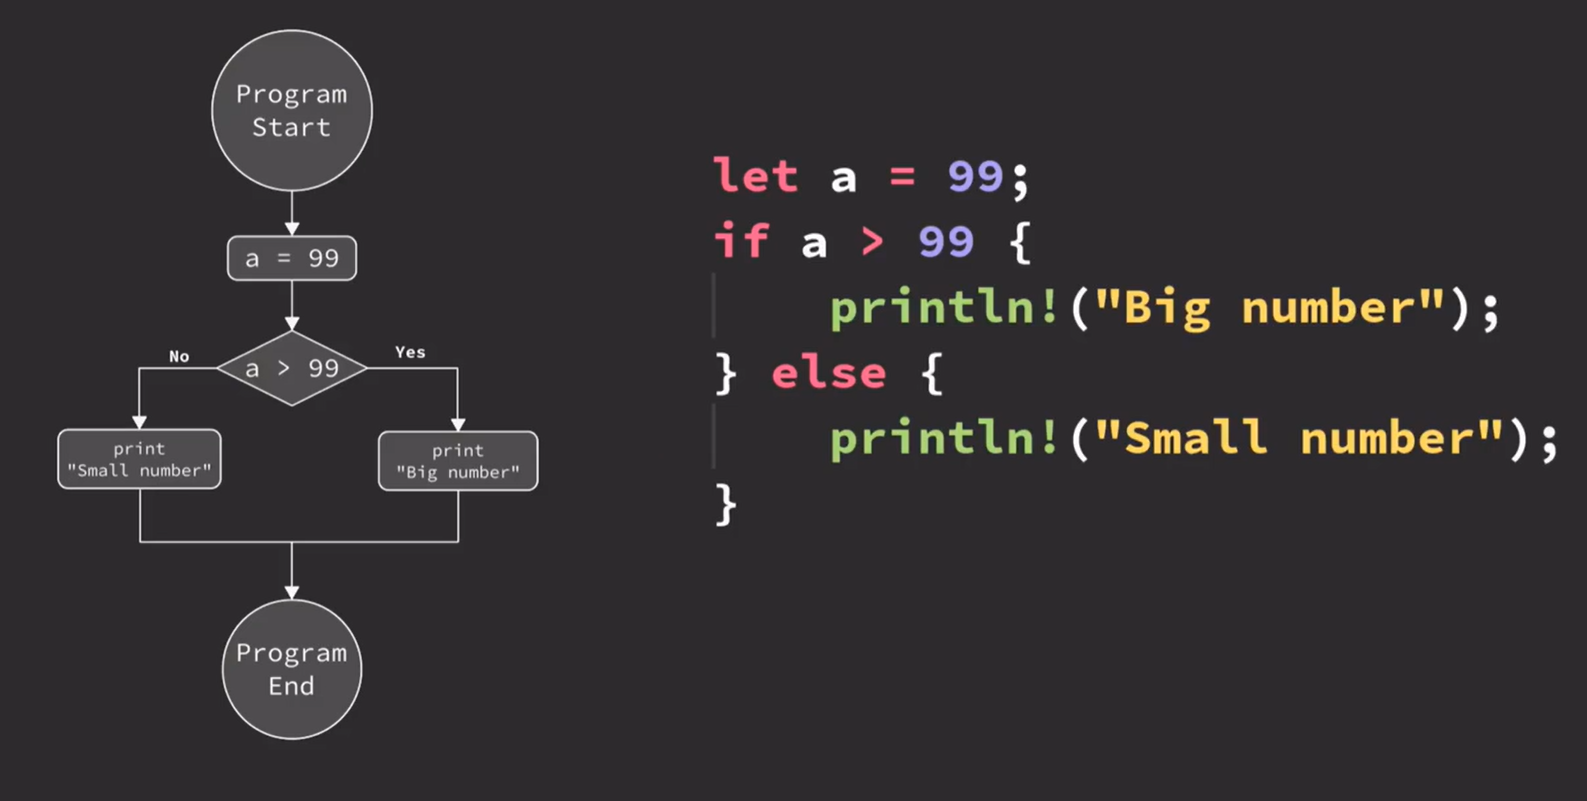 Program
Start
a = 99
a > 99
No
Yes
print
"Small number"
print
"Big number"
Program
End
let a = 99;
if a > 99 {
    println!("Big number");
} else {
    println!("Small number");
}